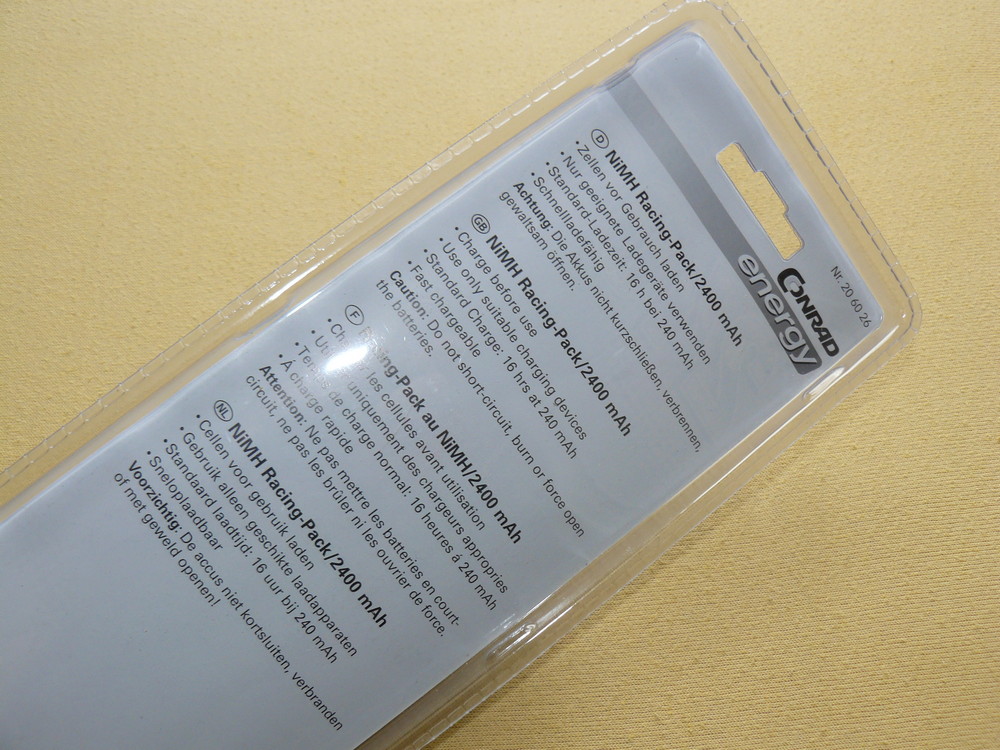 Nr. 20 60 26
CONRAD
energy
D NiMH Racing-Pack/2400 mAh
• Zellen vor Gebrauch laden
• Nur geeignete Ladegeräte verwenden
• Standard-Ladezeit: 16 h bei 240 mAh
• Schnellladefähig
Achtung: Die Akkus nicht kurzschließen, verbrennen,
gewaltsam öffnen.
GB NiMH Racing-Pack/2400 mAh
• Charge before use
• Use only suitable charging devices
• Standard Charge: 16 hrs at 240 mAh
• Fast chargeable
Caution: Do not short-circuit, burn or force open
the batteries.
F Racing-Pack au NiMH/2400 mAh
• les cellules avant utilisation
• uniquement des chargeurs appropries
• de charge normal: 16 heures á 240 mAh
• Á charge rapide
Attention: Ne pas mettre les batteries en court-
circuit, ne pas les brûler ni les ouvrier de force.
NL NiMH Racing-Pack/2400 mAh
• Cellen voor gebruik laden
• Gebruik alleen geschikte laadapparaten
• Standaard laadtijd: 16 uur bij 240 mAh
• Sneloplaadbaar
Voorzichtig: De accus niet kortsluiten, verbranden
of met geweld openen!